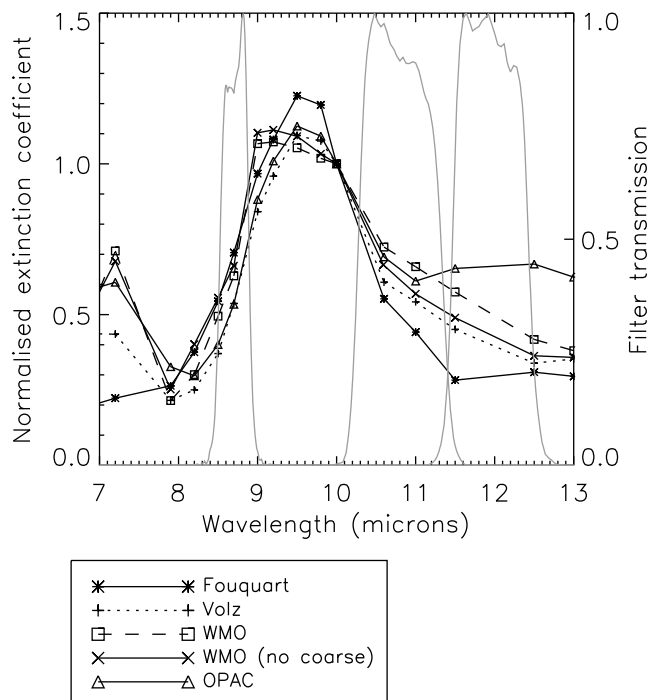 1.5
1.0
0.5
0.0
Normalised extinction coefficient
1.0
0.5
0.0
Filter transmission
7 8 9 10 11 12 13
Wavelength (microns)
Fouquart
Volz
WMO
WMO (no coarse)
OPAC